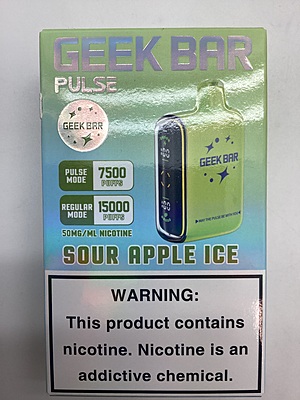 GEEK BAR
PULSE
GEEK BAR
PULSE MODE 7500 PUFFS
REGULAR MODE 15000 PUFFS
50MG/ML NICOTINE
GEEK BAR
SOUR APPLE ICE
WARNING:
This product contains
nicotine. Nicotine is an
addictive chemical.